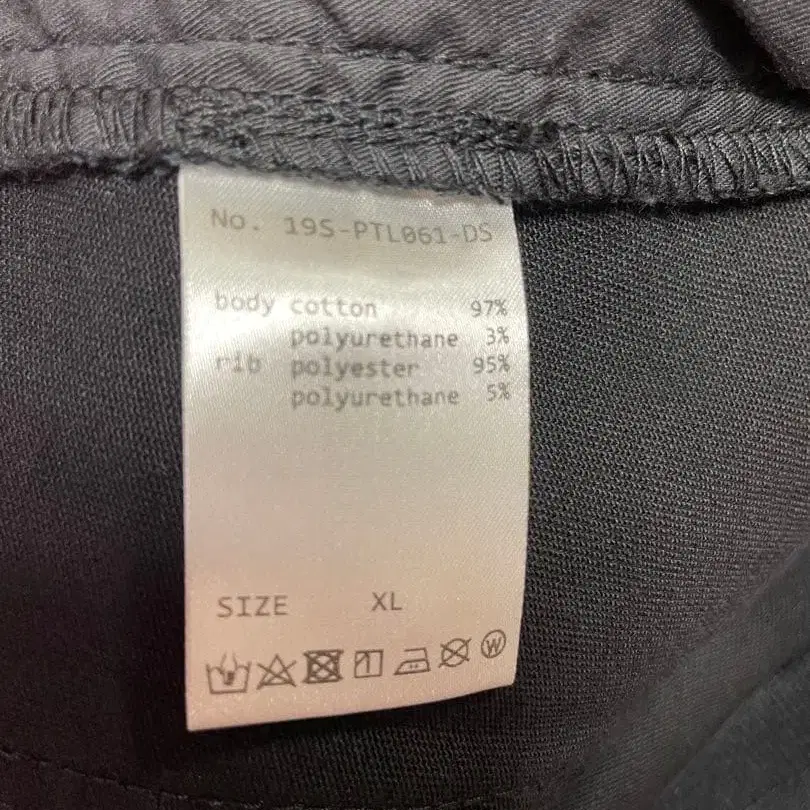 No. 19S-PTL061-DS
body cotton 97%
polyurethane 3%
rib polyester 95%
polyurethane 5%
SIZE XL
W